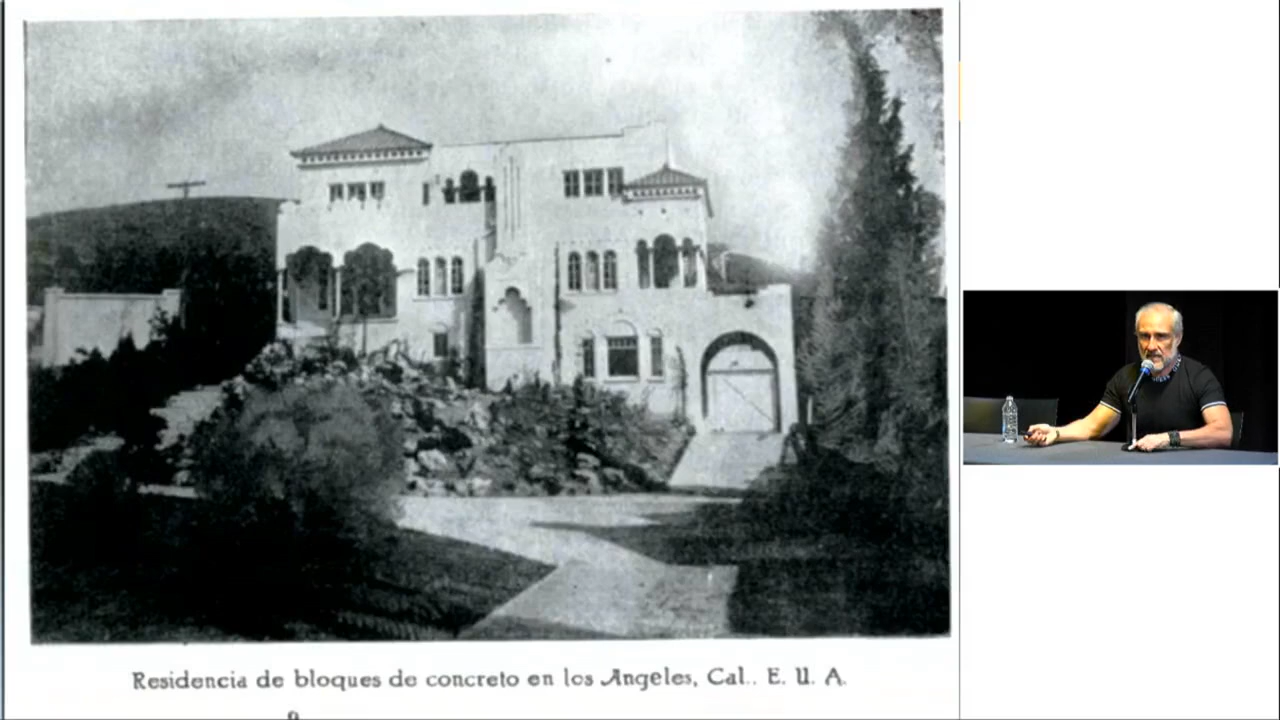 Residencia de bloques de concreto en los Angeles, Cal.. E. U. A.